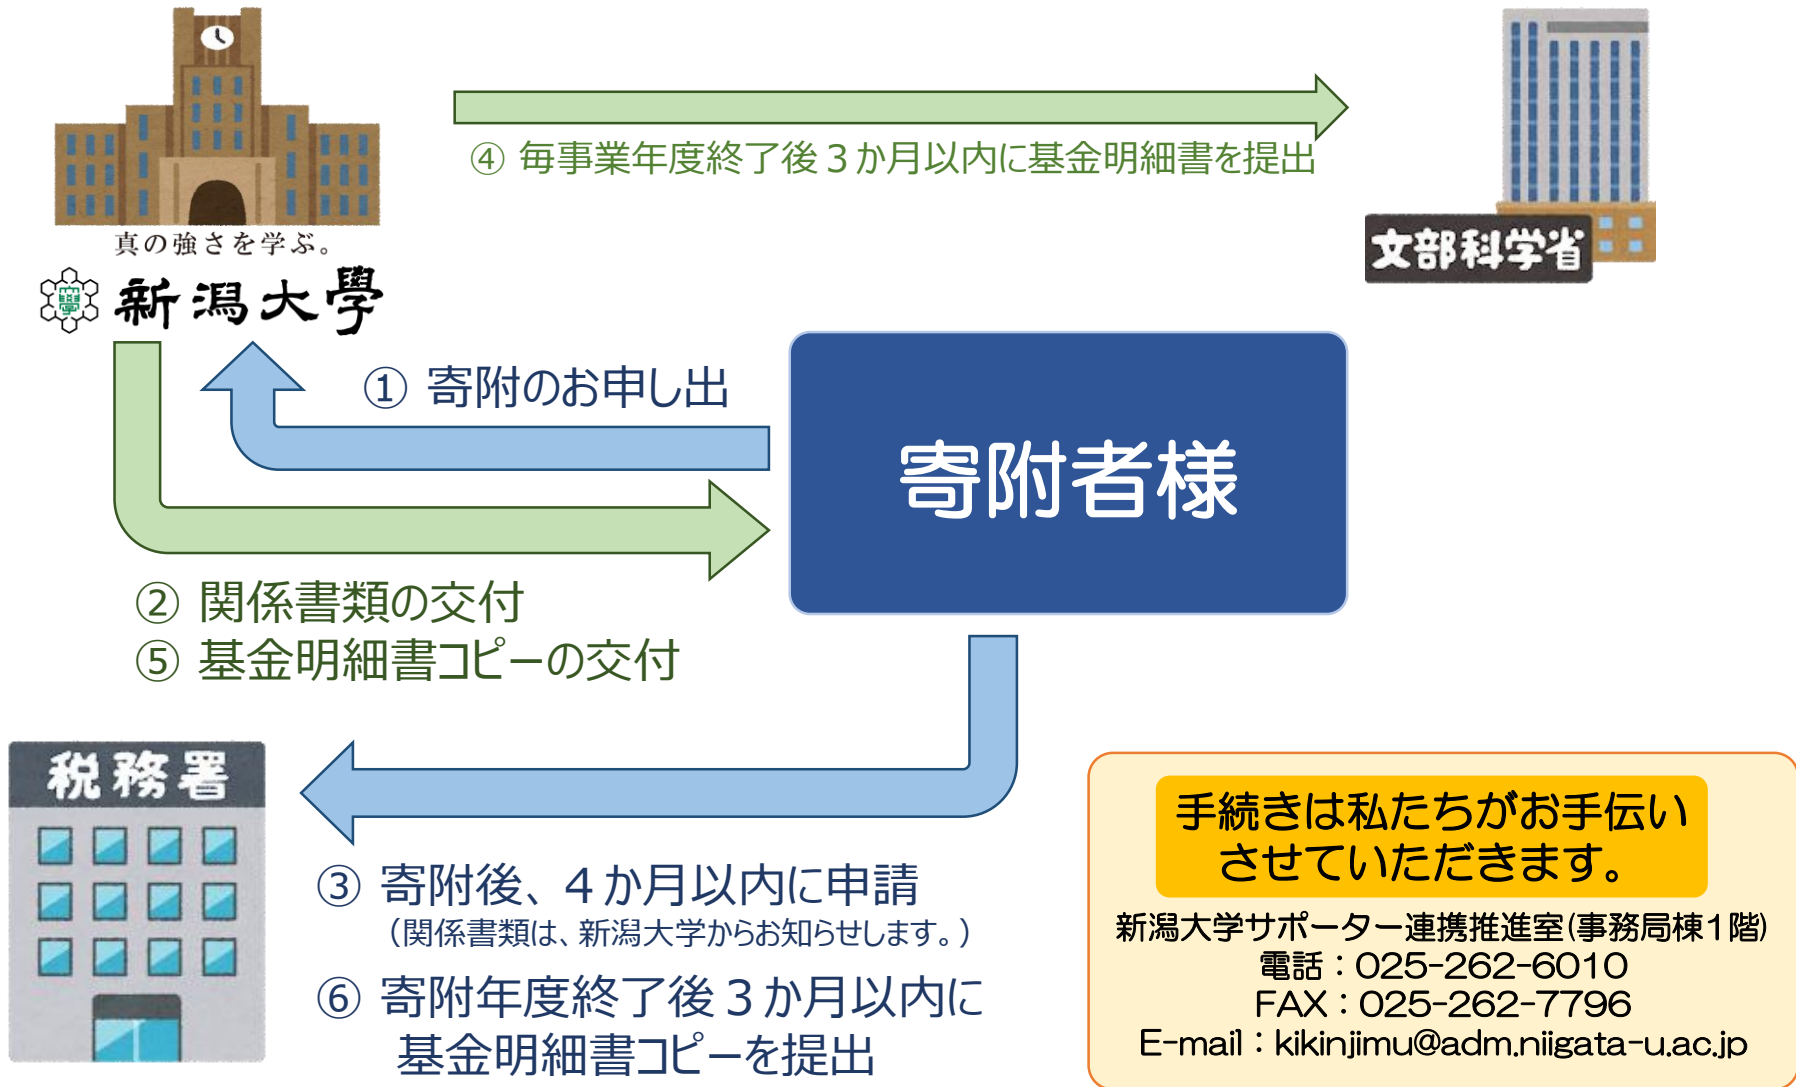 ④ 毎事業年度終了後３か月以内に基金明細書を提出
真の強さを学ぶ。
新潟大學
文部科学省
① 寄附のお申し出
寄附者様
② 関係書類の交付
⑤ 基金明細書コピーの交付
税務署
③ 寄附後、４か月以内に申請
（関係書類は、新潟大学からお知らせします。）
⑥ 寄附年度終了後３か月以内に
基金明細書コピーを提出
手続きは私たちがお手伝い
させていただきます。
新潟大学サポーター連携推進室(事務局棟1階)
電話：025-262-6010
FAX：025-262-7796
E-mail：kikinjimu@adm.niigata-u.ac.jp